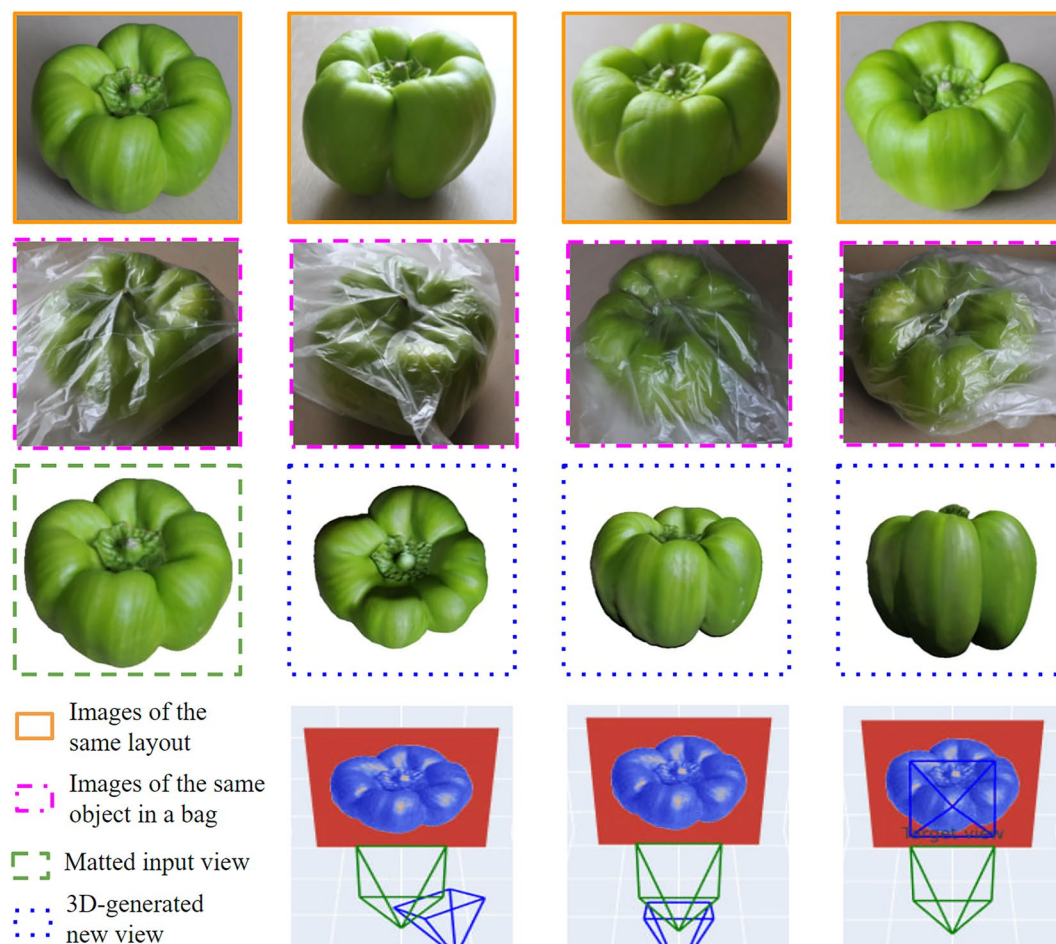 Images of the
same layout
Images of the same
object in a bag
Matted input view
3D-generated
new view
Target view